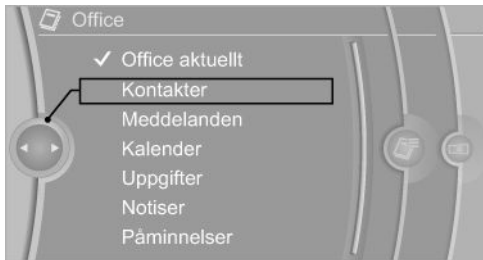 Office
Office aktuellt
Kontakter
Meddelanden
Kalender
Uppgifter
Notiser
Påminnelser